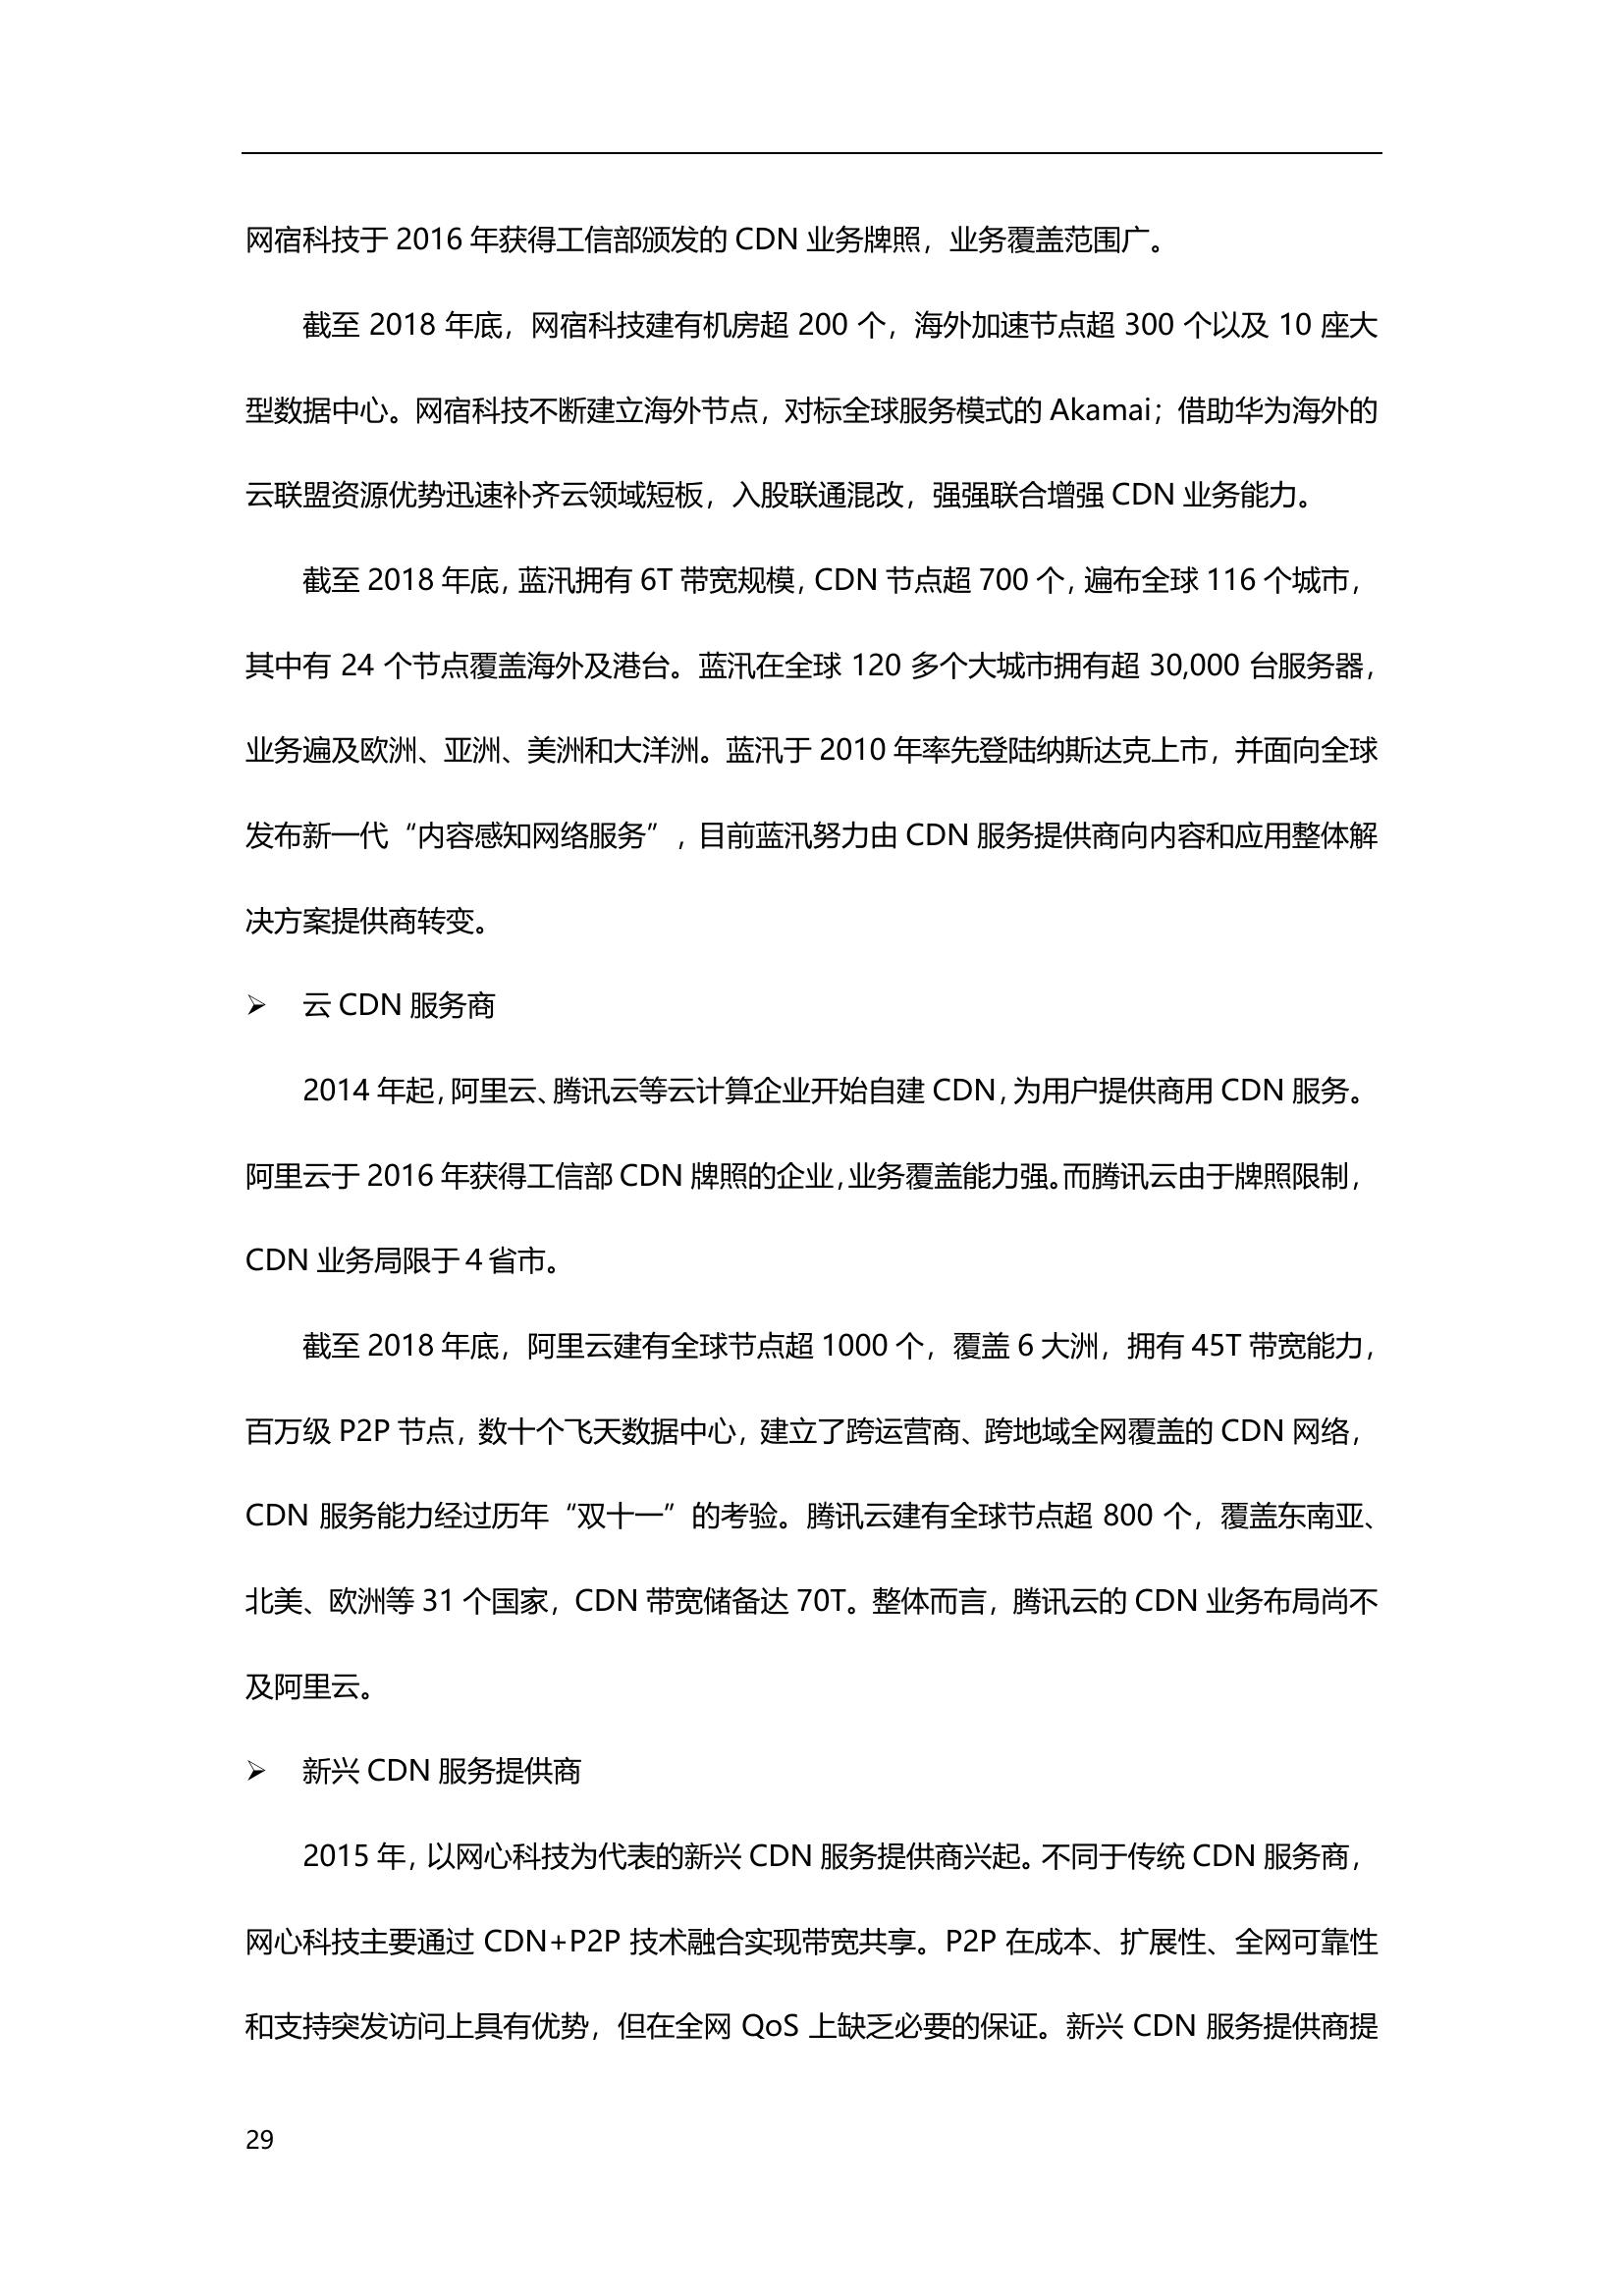 网宿科技于 2016 年获得工信部颁发的 CDN 业务牌照，业务覆盖范围广。
截至 2018 年底，网宿科技建有机房超 200 个，海外加速节点超 300 个以及 10 座大
型数据中心。网宿科技不断建立海外节点，对标全球服务模式的 Akamai；借助华为海外的
云联盟资源优势迅速补齐云领域短板，入股联通混改，强强联合增强 CDN 业务能力。
截至 2018 年底，蓝汛拥有 6T 带宽规模，CDN 节点超 700 个，遍布全球 116 个城市，
其中有 24 个节点覆盖海外及港台。蓝汛在全球 120 多个大城市拥有超 30,000 台服务器，
业务遍及欧洲、亚洲、美洲和大洋洲。蓝汛于 2010 年率先登陆纳斯达克上市，并面向全球
发布新一代“内容感知网络服务”，目前蓝汛努力由 CDN 服务提供商向内容和应用整体解
决方案提供商转变。
➢ 云 CDN 服务商
2014 年起，阿里云、腾讯云等云计算企业开始自建 CDN，为用户提供商用 CDN 服务。
阿里云于 2016 年获得工信部 CDN 牌照的企业，业务覆盖能力强。而腾讯云由于牌照限制，
CDN 业务局限于 4 省市。
截至 2018 年底，阿里云建有全球节点超 1000 个，覆盖 6 大洲，拥有 45T 带宽能力，
百万级 P2P 节点，数十个飞天数据中心，建立了跨运营商、跨地域全网覆盖的 CDN 网络，
CDN 服务能力经过历年“双十一”的考验。腾讯云建有全球节点超 800 个，覆盖东南亚、
北美、欧洲等 31 个国家，CDN 带宽储备达 70T。整体而言，腾讯云的 CDN 业务布局尚不
及阿里云。
➢ 新兴 CDN 服务提供商
2015 年，以网心科技为代表的新兴 CDN 服务提供商兴起。不同于传统 CDN 服务商，
网心科技主要通过 CDN+P2P 技术融合实现带宽共享。P2P 在成本、扩展性、全网可靠性
和支持突发访问上具有优势，但在全网 QoS 上缺乏必要的保证。新兴 CDN 服务提供商提
29